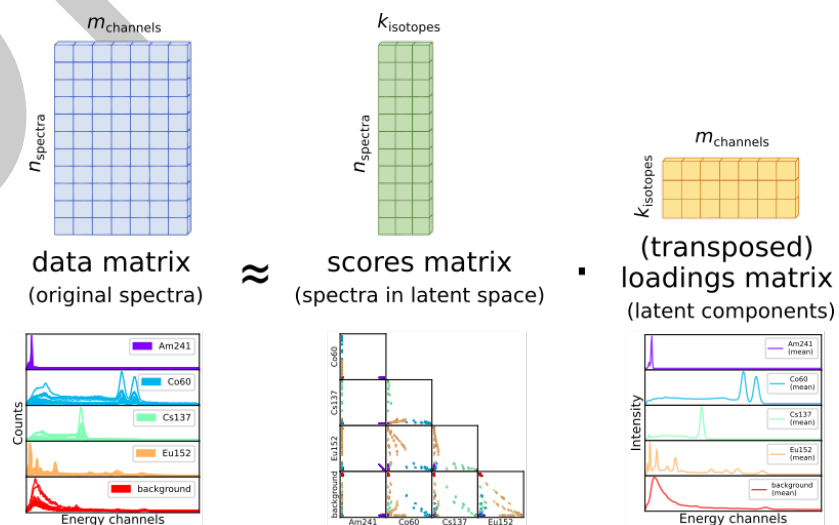 m_channels
k_isotopes
n_spectra
n_spectra
m_channels
k_isotopes
data matrix
(original spectra)
≈
scores matrix
(spectra in latent space)
·
(transposed)
loadings matrix
(latent components)
Counts
Am241
Co60
Cs137
Eu152
background
Energy channels
Co60
Cs137
Eu152
background
Am241 Co60 Cs137 Eu152
Intensity
Am241
(mean)
Co60
(mean)
Cs137
(mean)
Eu152
(mean)
background
(mean)
Energy channels